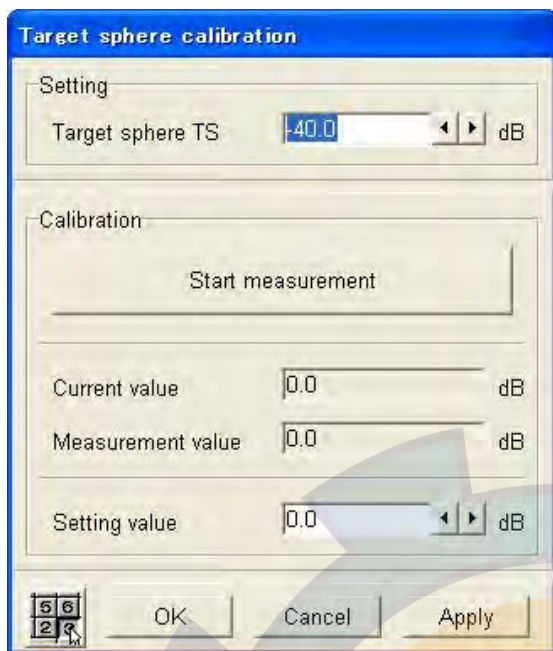 Target sphere calibration
Setting
Target sphere TS -40.0 dB
Calibration
Start measurement
Current value 0.0 dB
Measurement value 0.0 dB
Setting value 0.0 dB
5 6
2
OK Cancel Apply